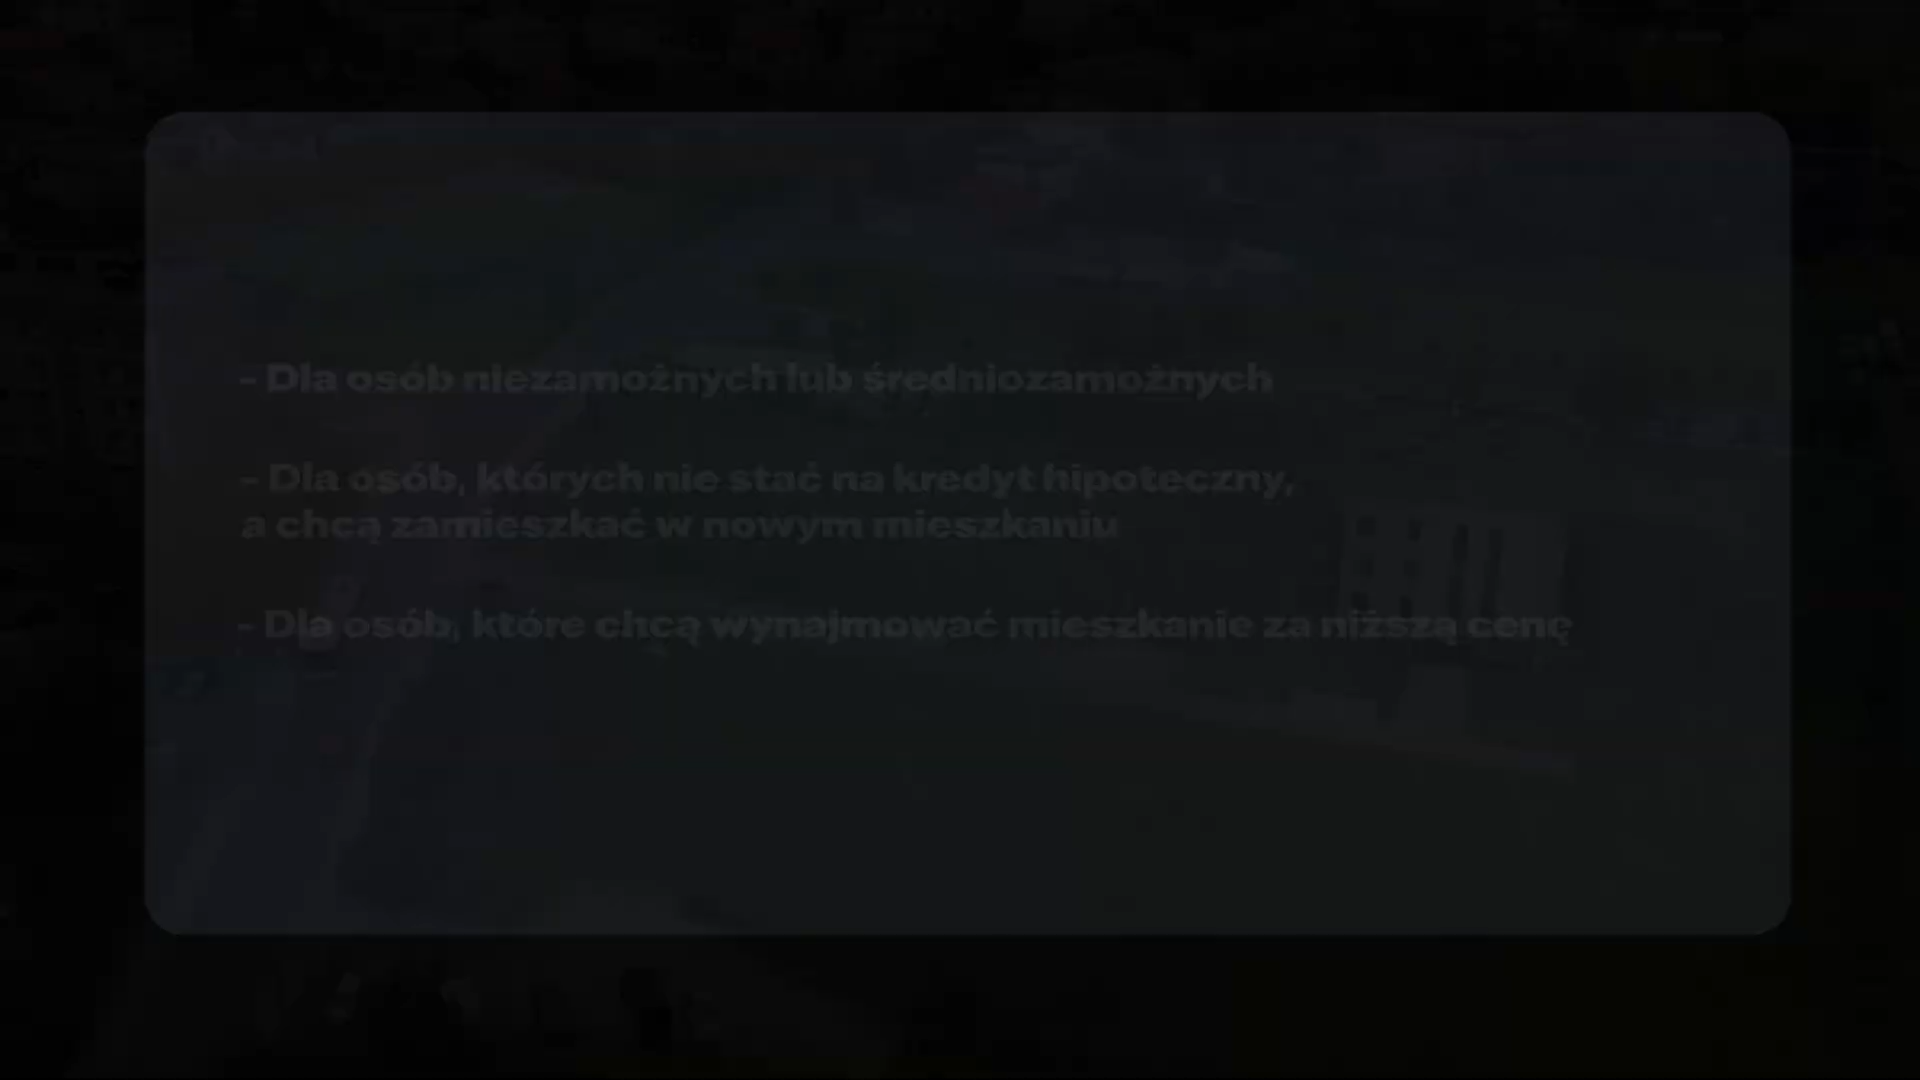 - Dla osób niezamożnych lub średniozamożnych
- Dla osób, których nie stać na kredyt hipoteczny,
a chcą zamieszkać w nowym mieszkaniu
- Dla osób, które chcą wynajmować mieszkanie za niższą cenę